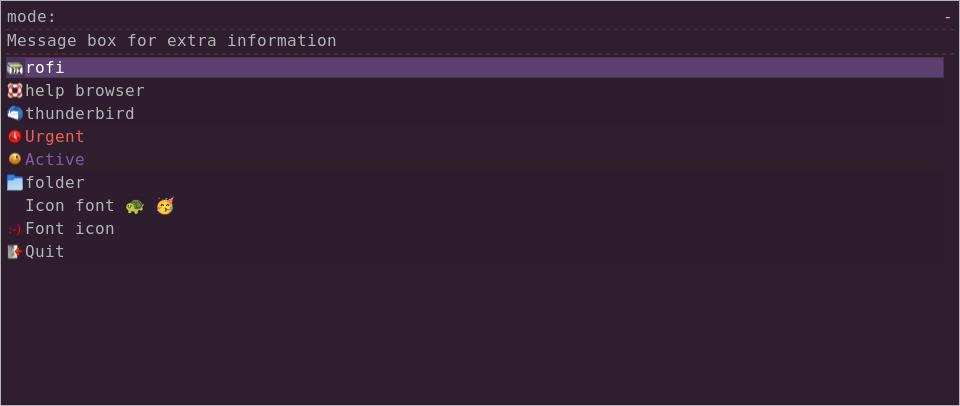 mode: -
Message box for extra information
rofi
help browser
thunderbird
Urgent
Active
folder
Icon font 🐢 🥳
:-) Font icon
Quit